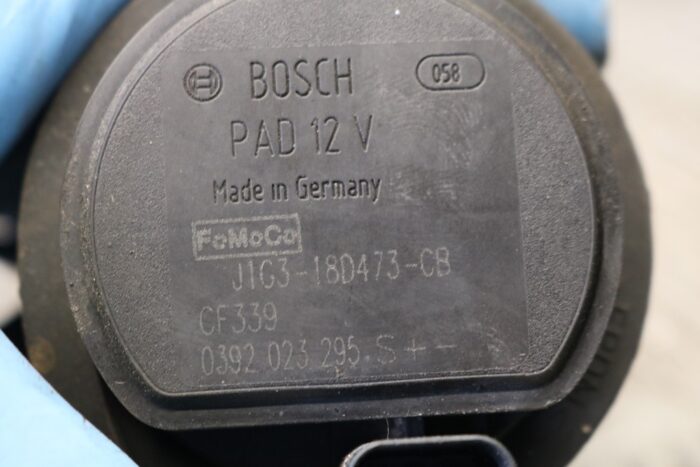 BOSCH 058
PAD 12 V
Made in Germany
FoMoCo
J1G3-18D473-CB
CF339
0392 023 295 S + -